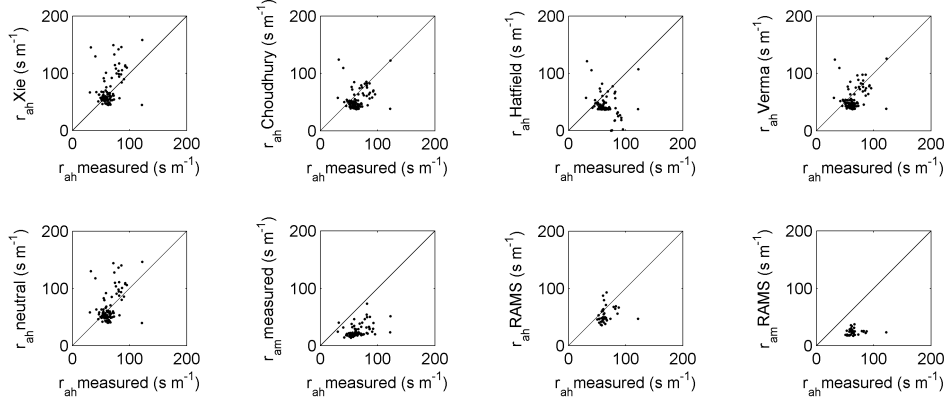 200
100
0
r_ah Xie (s m⁻¹)
0 100 200
r_ah measured (s m⁻¹)
200
100
0
r_ah Choudhury (s m⁻¹)
0 100 200
r_ah measured (s m⁻¹)
200
100
0
r_ah Hatfield (s m⁻¹)
0 100 200
r_ah measured (s m⁻¹)
200
100
0
r_ah Verma (s m⁻¹)
0 100 200
r_ah measured (s m⁻¹)
200
100
0
r_ah neutral (s m⁻¹)
0 100 200
r_ah measured (s m⁻¹)
200
100
0
r_am measured (s m⁻¹)
0 100 200
r_ah measured (s m⁻¹)
200
100
0
r_ah RAMS (s m⁻¹)
0 100 200
r_ah measured (s m⁻¹)
200
100
0
r_am RAMS (s m⁻¹)
0 100 200
r_ah measured (s m⁻¹)